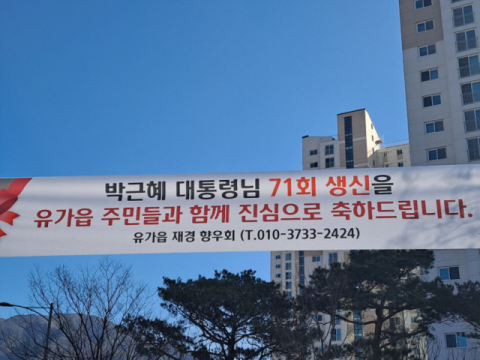 박근혜 대통령님 71회 생신을
유가읍 주민들과 함께 진심으로 축하드립니다.
유가읍 재경 향우회 (T.010-3733-2424)